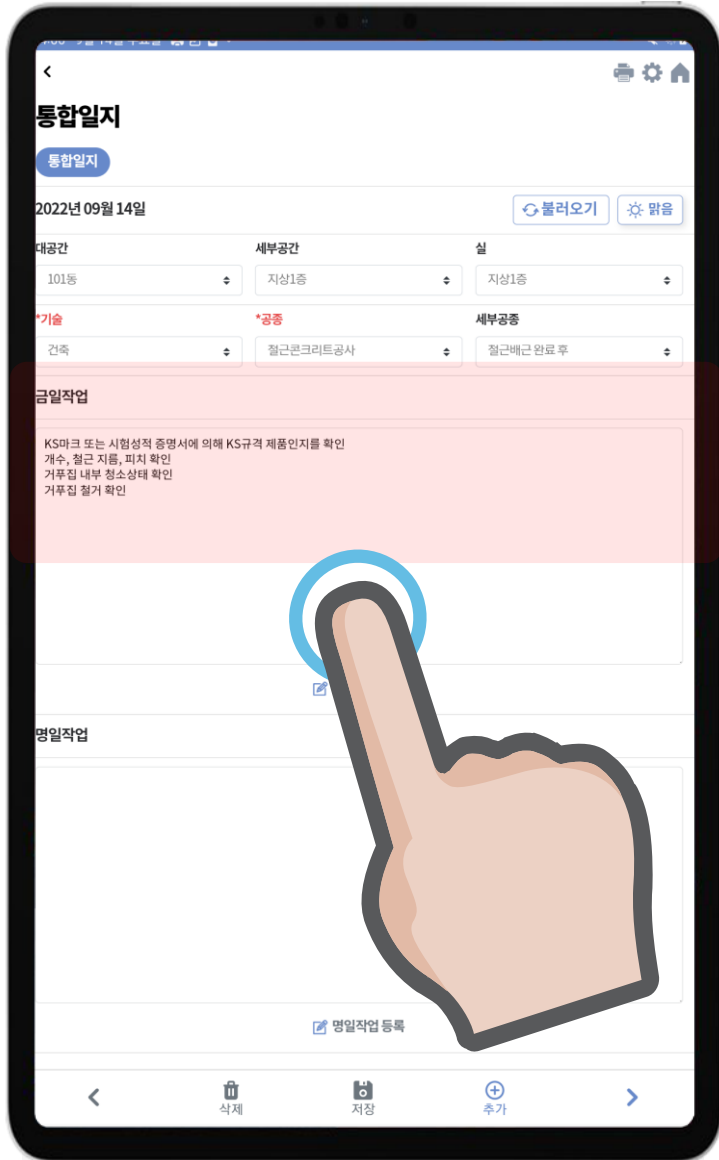 통합일지
통합일지
2022년 09월 14일 불러오기 맑음
대공간 세부공간 실
101동 지상1층 지상1층
*기술 *공종 세부공종
건축 철근콘크리트공사 철근배근 완료 후
금일작업
KS마크 또는 시험성적 증명서에 의해 KS규격 제품인지를 확인
개수, 철근 지름, 피치 확인
거푸집 내부 청소상태 확인
거푸집 철거 확인
명일작업
명일작업 등록
삭제 저장 추가